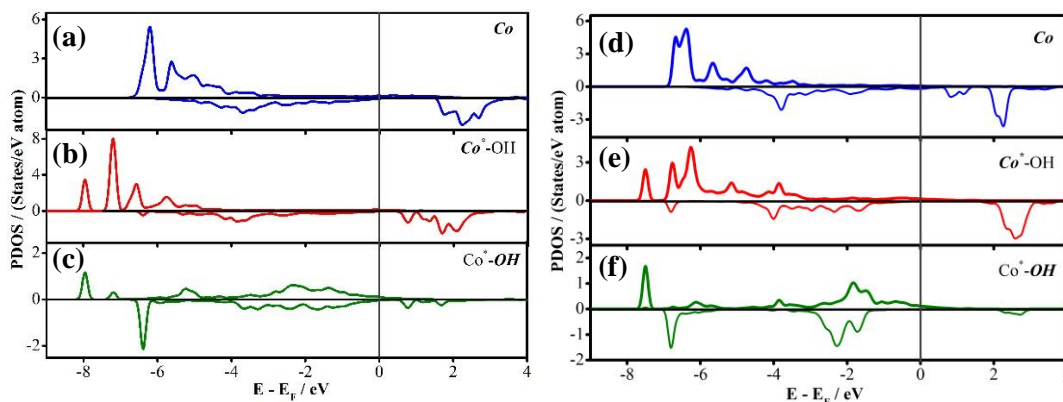 (a)
Co
6
3
0
(b)
Co*-OH
8
4
0
(c)
Co*-OH
2
0
-2
-8 -6 -4 -2 0 2 4
E - E_F / eV
PDOS / (States/eV atom)
(d)
Co
6
3
0
-3
(e)
Co*-OH
3
0
-3
(f)
Co*-OH
2
1
0
-1
-2
-8 -6 -4 -2 0 2
E - E_F / eV
PDOS / (States/eV atom)